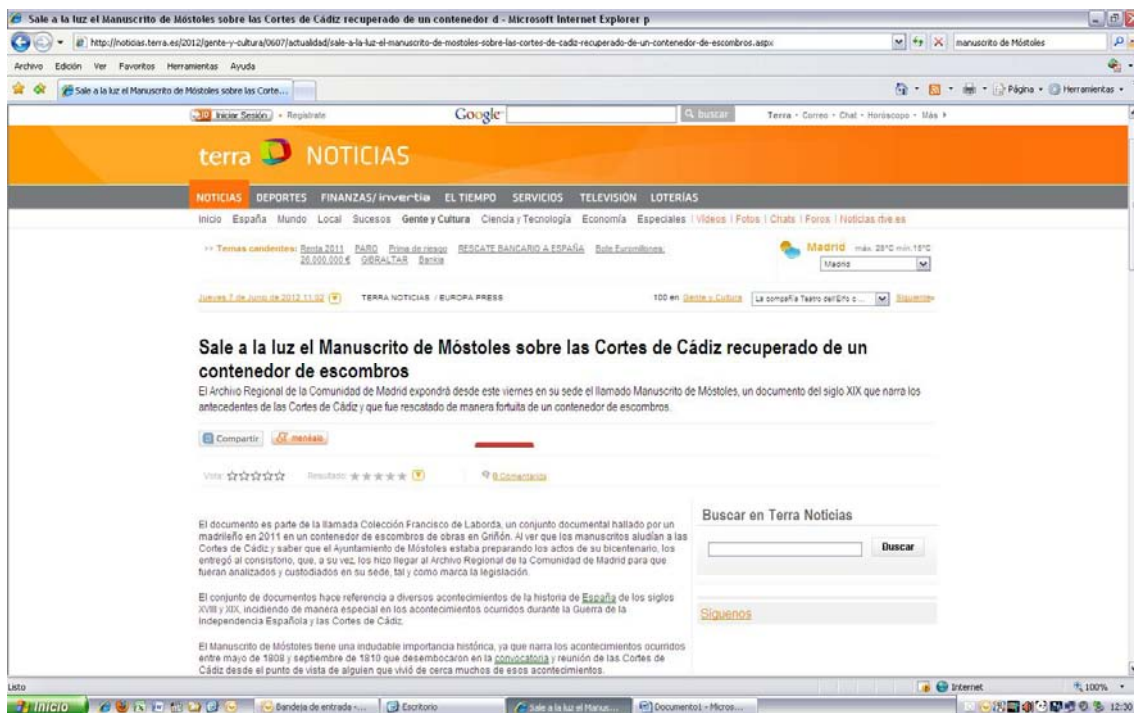 Sale a la luz el Manuscrito de Móstoles sobre las Cortes de Cádiz recuperado de un contenedor d - Microsoft Internet Explorer p
http://noticias.terra.es/2012/gente-y-cultura/0607/actualidad/sale-a-la-luz-el-manuscrito-de-mostoles-sobre-las-cortes-de-cadiz-recuperado-de-un-contenedor-de-escombros.aspx
manuscrito de Móstoles
Archivo Edición Ver Favoritos Herramientas Ayuda
Sale a la luz el Manuscrito de Móstoles sobre las Corte...
Página Herramientas
Iniciar Sesión Regístrate
Google
buscar
Terra Correo Chat Horóscopo Más
terra NOTICIAS
NOTICIAS DEPORTES FINANZAS/invertia EL TIEMPO SERVICIOS TELEVISIÓN LOTERÍAS
Inicio España Mundo Local Sucesos Gente y Cultura Ciencia y Tecnología Economía Especiales | Vídeos | Fotos | Chats | Foros | Noticias rtve.es
>> Temas candentes: Renta 2011 PARO Prima de riesgo RESCATE BANCARIO A ESPAÑA Bote Euromillones:
26.000.000 € GIBRALTAR Bankia
Madrid máx. 28ºC mín.15ºC
Madrid
Jueves 7 de Junio de 2012 11:02
TERRA NOTICIAS / EUROPA PRESS
100 en Gente y Cultura
La compañía Teatro dell'Elfo o ...
Siguiente»
Sale a la luz el Manuscrito de Móstoles sobre las Cortes de Cádiz recuperado de un
contenedor de escombros
El Archivo Regional de la Comunidad de Madrid expondrá desde este viernes en su sede el llamado Manuscrito de Móstoles, un documento del siglo XIX que narra los
antecedentes de las Cortes de Cádiz y que fue rescatado de manera fortuita de un contenedor de escombros.
Compartir
menéalo
Vota:
Resultado:
0 Comentarios
El documento es parte de la llamada Colección Francisco de Laborda, un conjunto documental hallado por un
madrileño en 2011 en un contenedor de escombros de obras en Griñón. Al ver que los manuscritos aludían a las
Cortes de Cádiz y saber que el Ayuntamiento de Móstoles estaba preparando los actos de su bicentenario, los
entregó al consistorio, que, a su vez, los hizo llegar al Archivo Regional de la Comunidad de Madrid para que
fueran analizados y custodiados en su sede, tal y como marca la legislación.
El conjunto de documentos hace referencia a diversos acontecimientos de la historia de España de los siglos
XVIII y XIX, incidiendo de manera especial en los acontecimientos ocurridos durante la Guerra de la
Independencia Española y las Cortes de Cádiz.
El Manuscrito de Móstoles tiene una indudable importancia histórica, ya que narra los acontecimientos ocurridos
entre mayo de 1808 y septiembre de 1810 que desembocaron en la convocatoria y reunión de las Cortes de
Cádiz desde el punto de vista de alguien que vivió de cerca muchos de esos acontecimientos.
Buscar en Terra Noticias
Buscar
Síguenos
Listo
Internet
100%
Inicio
Bandeja de entrada -...
Escritorio
Sale a la luz el Manus...
Documento1 - Micros...
12:30